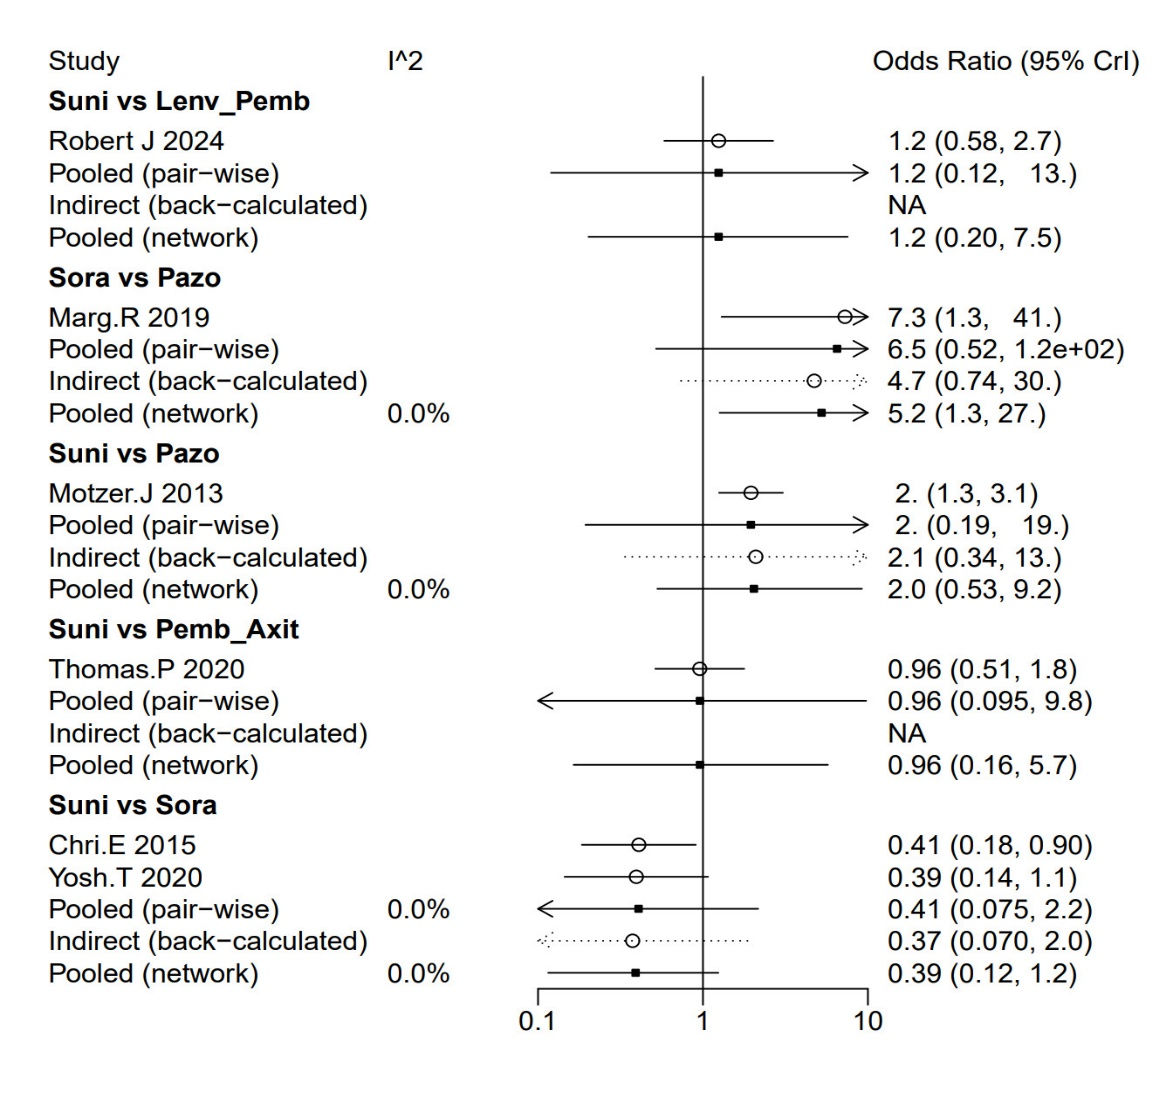 Study I^2 Odds Ratio (95% CrI)
Suni vs Lenv_Pemb
Robert J 2024 1.2 (0.58, 2.7)
Pooled (pair−wise) 1.2 (0.12, 13.)
Indirect (back−calculated) NA
Pooled (network) 1.2 (0.20, 7.5)
Sora vs Pazo
Marg.R 2019 7.3 (1.3, 41.)
Pooled (pair−wise) 6.5 (0.52, 1.2e+02)
Indirect (back−calculated) 4.7 (0.74, 30.)
Pooled (network) 0.0% 5.2 (1.3, 27.)
Suni vs Pazo
Motzer.J 2013 2. (1.3, 3.1)
Pooled (pair−wise) 2. (0.19, 19.)
Indirect (back−calculated) 2.1 (0.34, 13.)
Pooled (network) 0.0% 2.0 (0.53, 9.2)
Suni vs Pemb_Axit
Thomas.P 2020 0.96 (0.51, 1.8)
Pooled (pair−wise) 0.96 (0.095, 9.8)
Indirect (back−calculated) NA
Pooled (network) 0.96 (0.16, 5.7)
Suni vs Sora
Chri.E 2015 0.41 (0.18, 0.90)
Yosh.T 2020 0.39 (0.14, 1.1)
Pooled (pair−wise) 0.0% 0.41 (0.075, 2.2)
Indirect (back−calculated) 0.37 (0.070, 2.0)
Pooled (network) 0.0% 0.39 (0.12, 1.2)
0.1 1 10